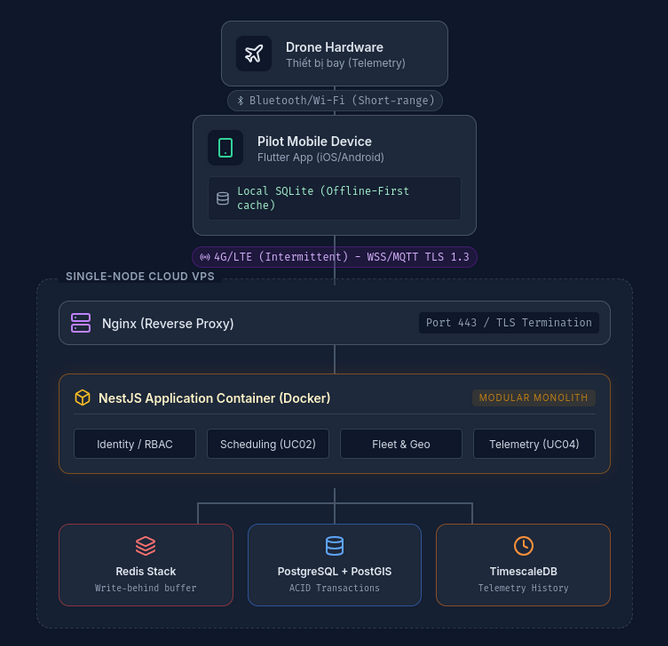 Drone Hardware
Thiết bị bay (Telemetry)
Bluetooth/Wi-Fi (Short-range)
Pilot Mobile Device
Flutter App (iOS/Android)
Local SQLite (Offline-First
cache)
4G/LTE (Intermittent) - WSS/MQTT TLS 1.3
SINGLE-NODE CLOUD VPS
Nginx (Reverse Proxy)
Port 443 / TLS Termination
NestJS Application Container (Docker)
MODULAR MONOLITH
Identity / RBAC
Scheduling (UC02)
Fleet & Geo
Telemetry (UC04)
Redis Stack
Write-behind buffer
PostgreSQL + PostGIS
ACID Transactions
TimescaleDB
Telemetry History